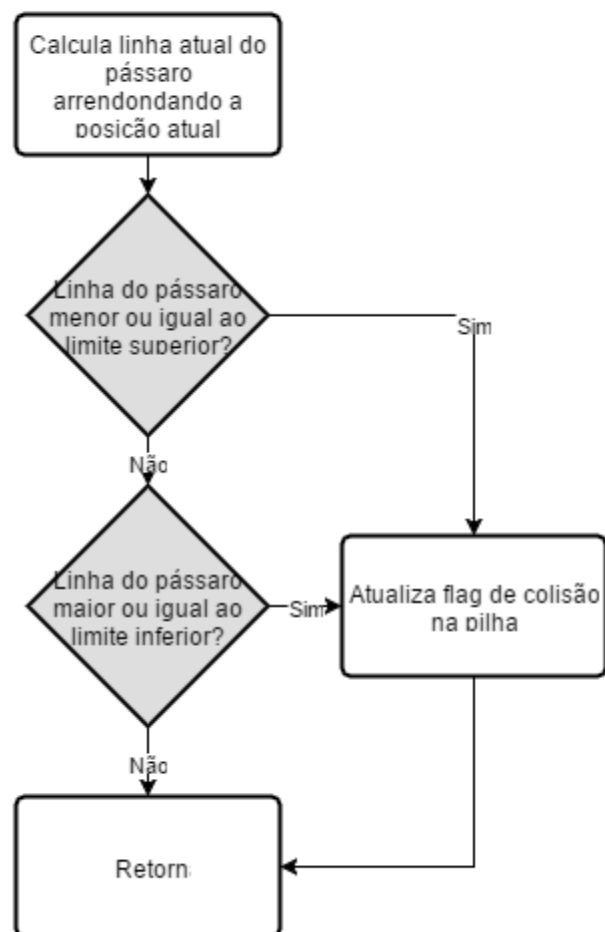 Calcula linha atual do
pássaro
arrendondando a
posição atual
Linha do pássaro
menor ou igual ao
limite superior?
Sim
Não
Linha do pássaro
maior ou igual ao
limite inferior?
Sim
Atualiza flag de colisão
na pilha
Não
Retorn